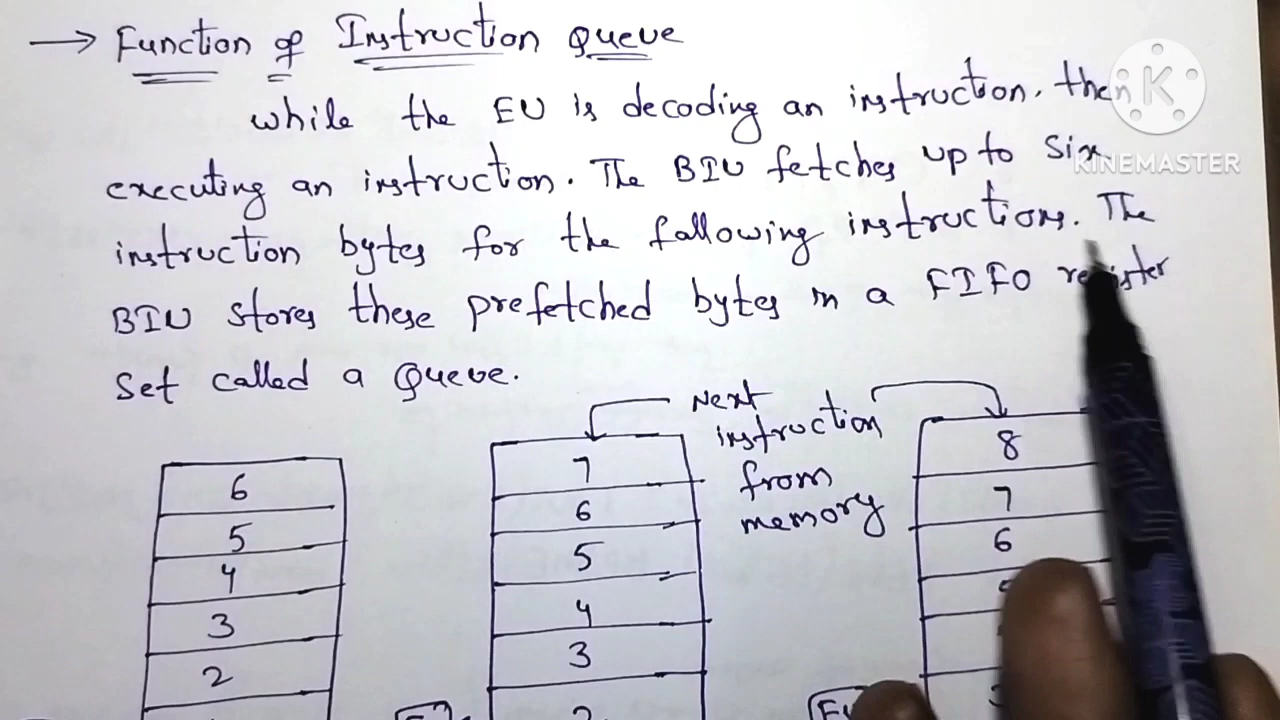 → Function of Instruction Queue
while the EU is decoding an instruction. then
executing an instruction. The BIU fetches up to six
instruction bytes for the fallowing instructions. The
BIU stores these prefetched bytes in a FIFO register
set called a Queue.
Next
instruction
from
memory
6
5
4
3
2
7
6
5
4
3
2
8
7
6
K
KINEMASTER